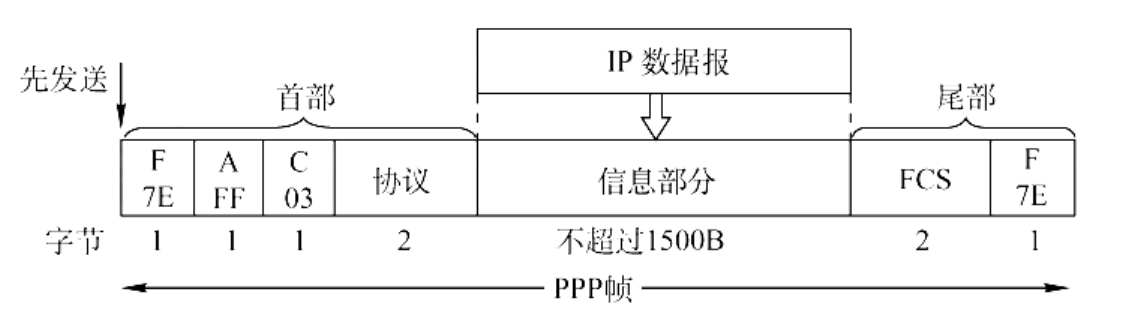 IP 数据报
先发送
首部
尾部
F 7E
A FF
C 03
协议
信息部分
FCS
F 7E
字节 1 1 1 2 不超过1500B 2 1
PPP帧